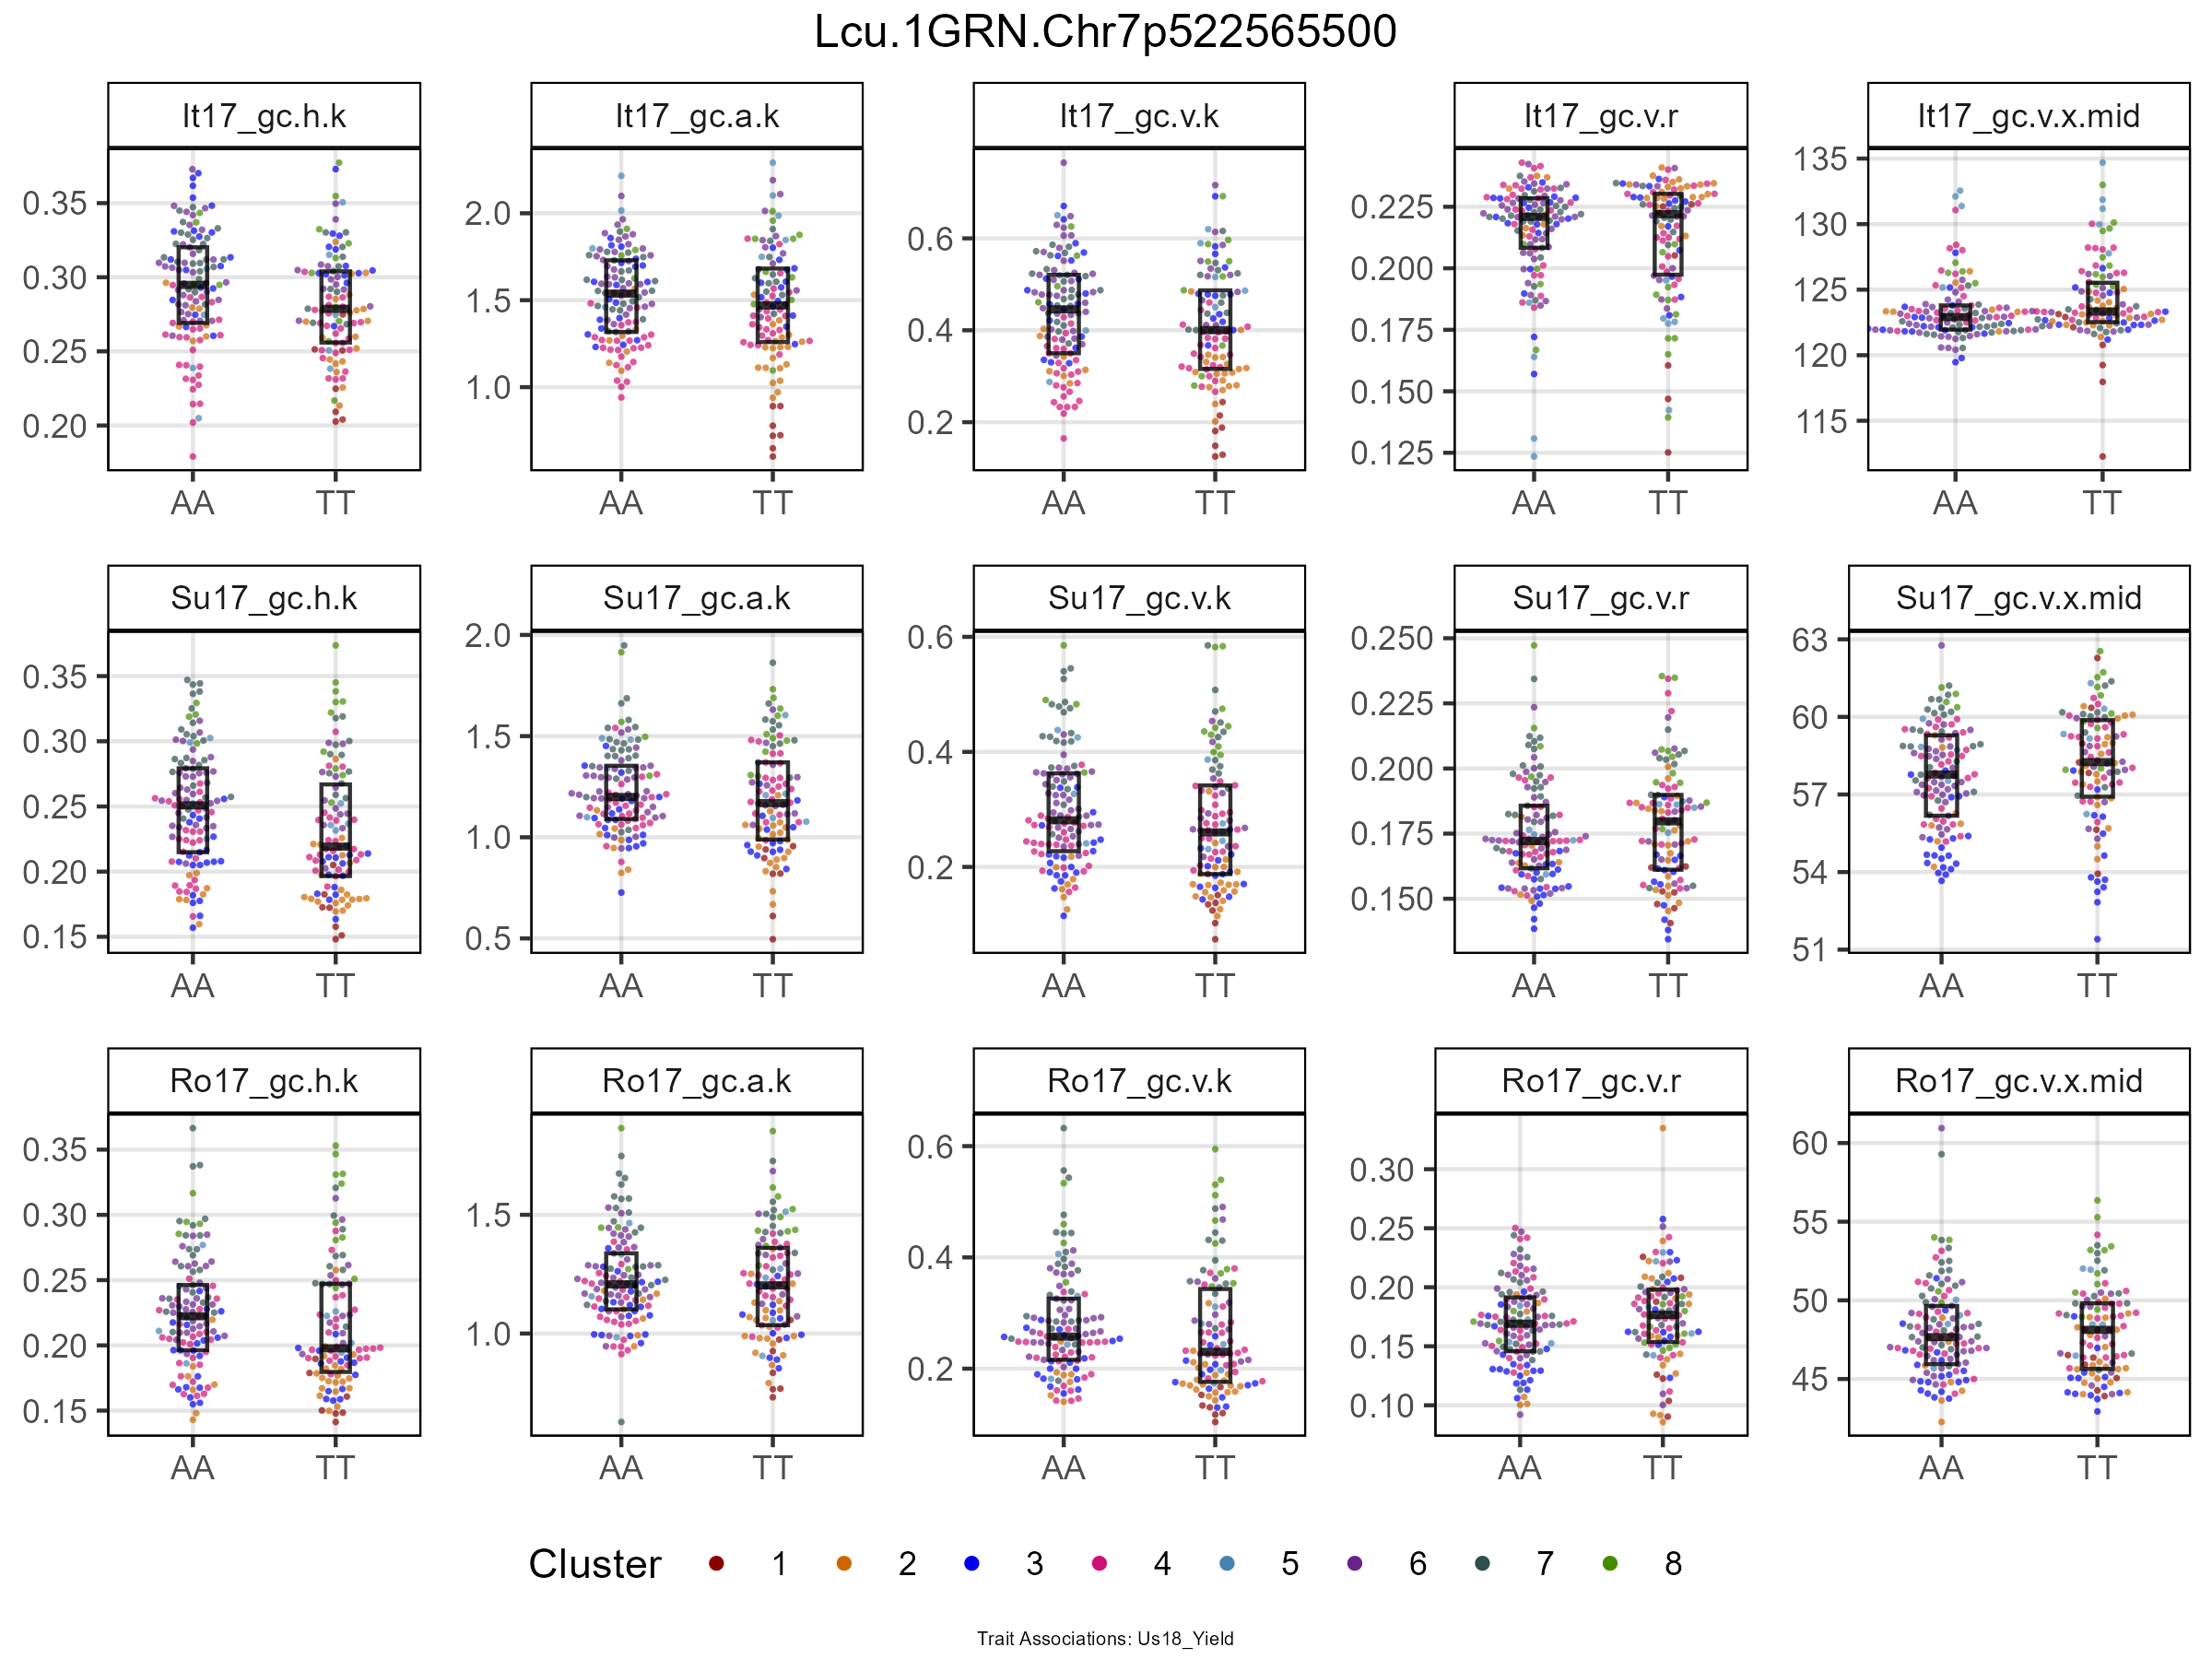 Lcu.1GRN.Chr7p522565500
It17_gc.h.k
It17_gc.a.k
It17_gc.v.k
It17_gc.v.r
It17_gc.v.x.mid
0.35
0.30
0.25
0.20
2.0
1.5
1.0
0.6
0.4
0.2
0.225
0.200
0.175
0.150
0.125
135
130
125
120
115
AA TT
AA TT
AA TT
AA TT
AA TT
Su17_gc.h.k
Su17_gc.a.k
Su17_gc.v.k
Su17_gc.v.r
Su17_gc.v.x.mid
0.35
0.30
0.25
0.20
0.15
2.0
1.5
1.0
0.5
0.6
0.4
0.2
0.250
0.225
0.200
0.175
0.150
63
60
57
54
51
AA TT
AA TT
AA TT
AA TT
AA TT
Ro17_gc.h.k
Ro17_gc.a.k
Ro17_gc.v.k
Ro17_gc.v.r
Ro17_gc.v.x.mid
0.35
0.30
0.25
0.20
0.15
1.5
1.0
0.6
0.4
0.2
0.30
0.25
0.20
0.15
0.10
60
55
50
45
AA TT
AA TT
AA TT
AA TT
AA TT
Cluster 1 2 3 4 5 6 7 8
Trait Associations: Us18_Yield